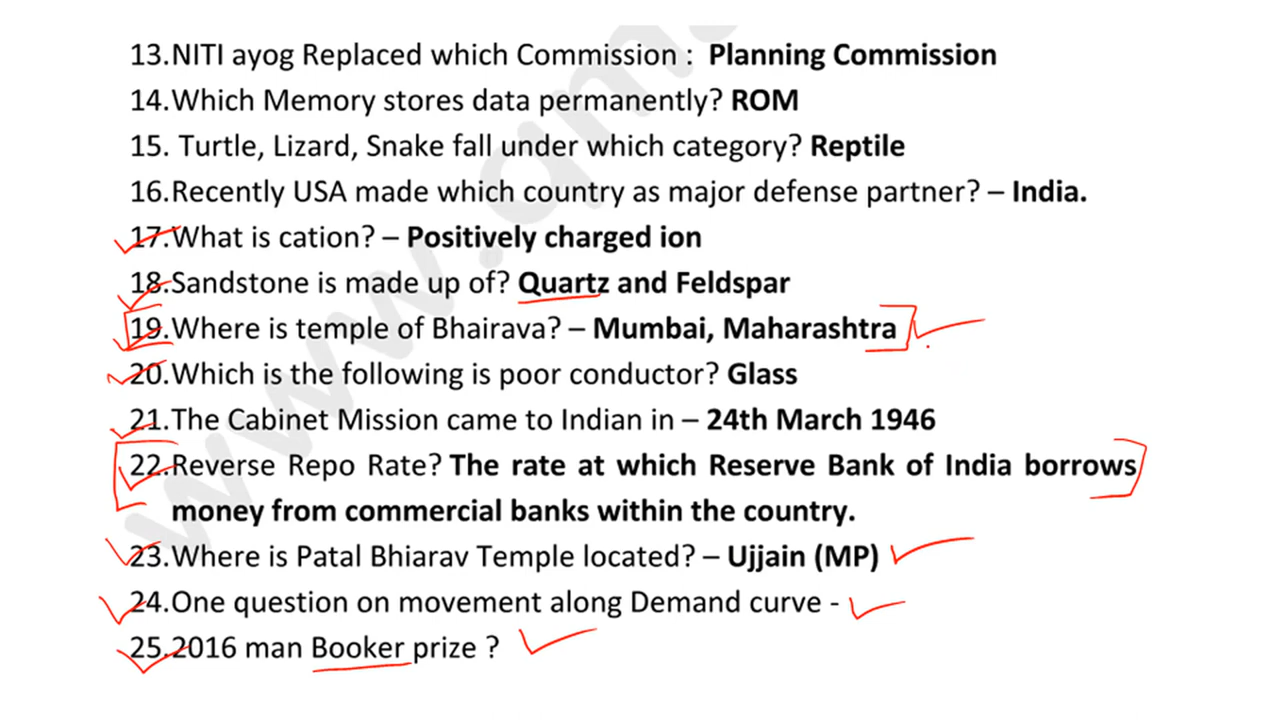 13.NITI ayog Replaced which Commission : Planning Commission
14.Which Memory stores data permanently? ROM
15. Turtle, Lizard, Snake fall under which category? Reptile
16.Recently USA made which country as major defense partner? – India.
17.What is cation? – Positively charged ion
18.Sandstone is made up of? Quartz and Feldspar
19.Where is temple of Bhairava? – Mumbai, Maharashtra
20.Which is the following is poor conductor? Glass
21.The Cabinet Mission came to Indian in – 24th March 1946
22.Reverse Repo Rate? The rate at which Reserve Bank of India borrows
money from commercial banks within the country.
23.Where is Patal Bhiarav Temple located? – Ujjain (MP)
24.One question on movement along Demand curve -
25.2016 man Booker prize ?